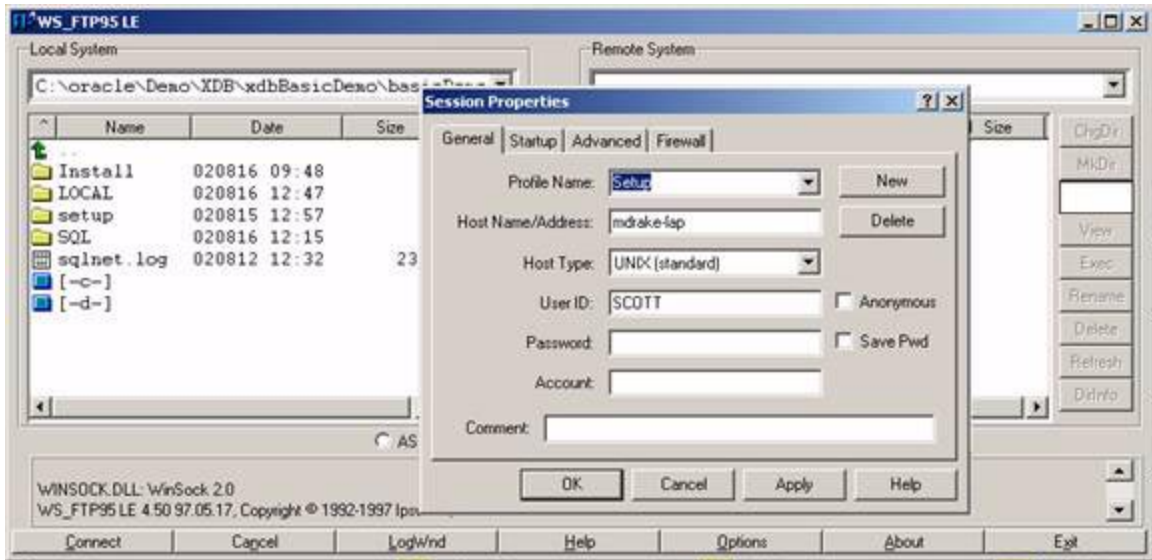 WS_FTP95 LE
Local System
Remote System
C:\oracle\Demo\XDB\xdbBasicDemo\
Name Date Size
..
Install 020816 09:48
LOCAL 020816 12:47
setup 020815 12:57
SQL 020816 12:15
sqlnet.log 020812 12:32 23
[-c-]
[-d-]
Session Properties
General Startup Advanced Firewall
Profile Name: Setup
New
Host Name/Address: mdrake-lap
Delete
Host Type: UNIX (standard)
User ID: SCOTT
Anonymous
Password:
Save Pwd
Account:
Comment:
OK Cancel Apply Help
Size
ChgDir
MkDir
View
Exec
Rename
Delete
Refresh
DirInfo
AS
WINSOCK.DLL: WinSock 2.0
WS_FTP95 LE 4.50 97.05.17, Copyright © 1992-1997
Connect Cancel LogWnd Help Options About Exit